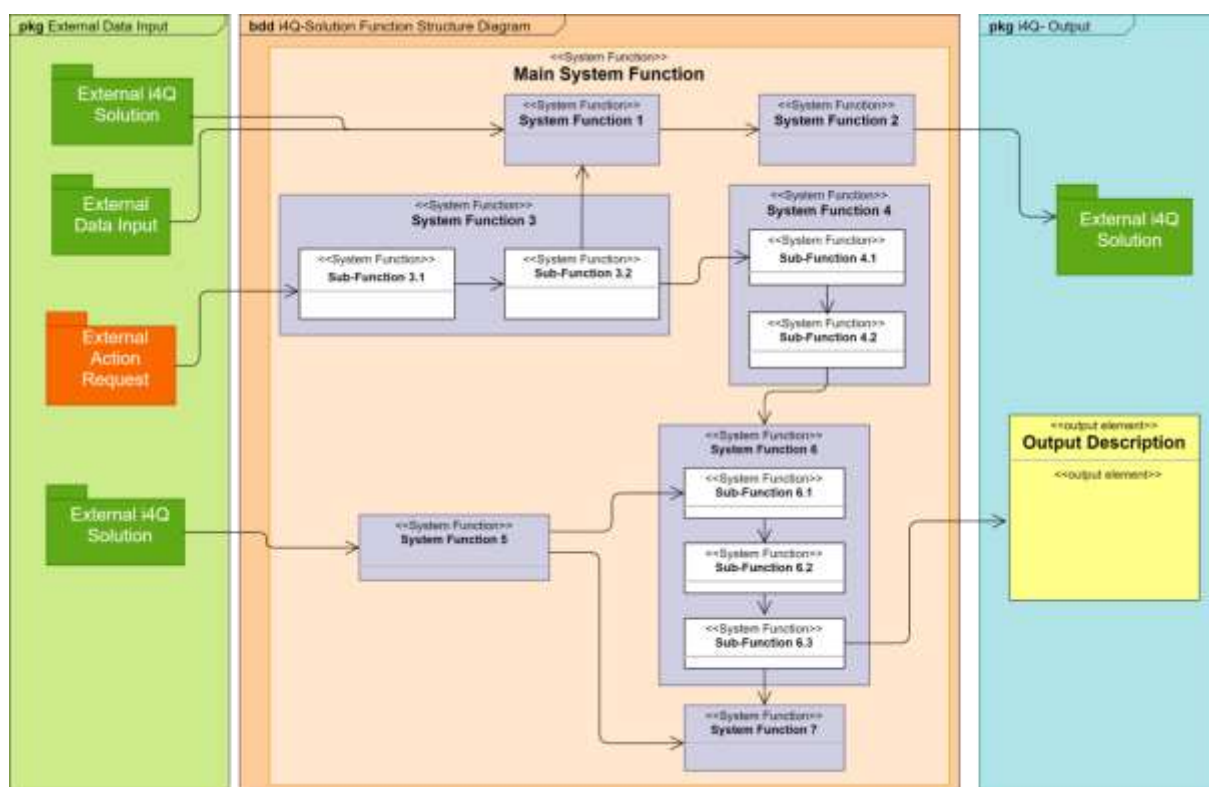 pkg External Data Input
External i4Q
Solution
External
Data Input
External
Action
Request
External i4Q
Solution
bdd i4Q-Solution Function Structure Diagram
<<System Function>>
Main System Function
<<System Function>>
System Function 1
<<System Function>>
System Function 2
<<System Function>>
System Function 3
<<System Function>>
Sub-Function 3.1
<<System Function>>
Sub-Function 3.2
<<System Function>>
System Function 4
<<System Function>>
Sub-Function 4.1
<<System Function>>
Sub-Function 4.2
<<System Function>>
System Function 5
<<System Function>>
System Function 6
<<System Function>>
Sub-Function 6.1
<<System Function>>
Sub-Function 6.2
<<System Function>>
Sub-Function 6.3
<<System Function>>
System Function 7
pkg i4Q- Output
External i4Q
Solution
<<output element>>
Output Description
<<output element>>